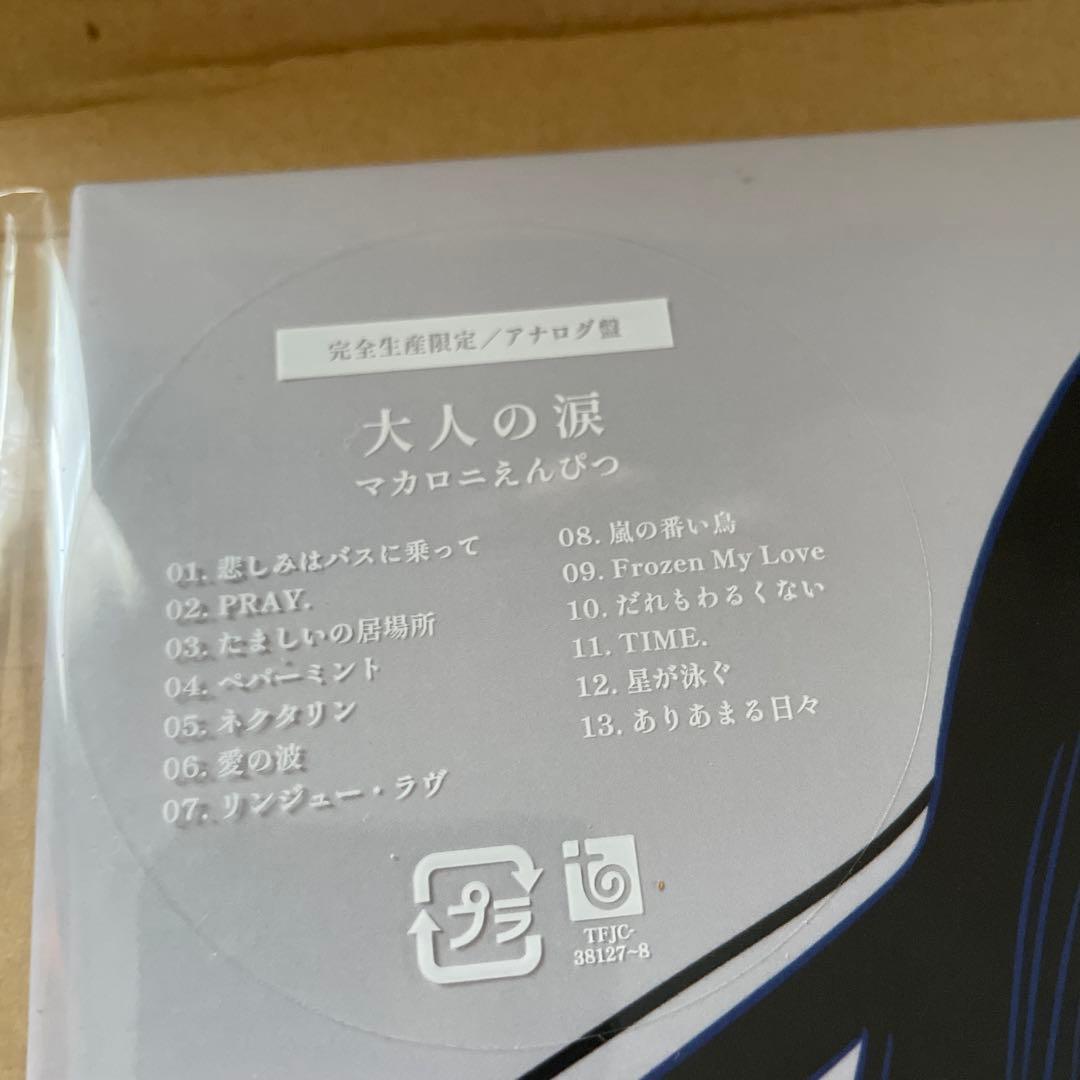 完全生産限定／アナログ盤
大人の涙
マカロニえんぴつ
01. 悲しみはバスに乗って
02. PRAY.
03. たましいの居場所
04. ペパーミント
05. ネクタリン
06. 愛の波
07. リンジュー・ラヴ
08. 嵐の番い鳥
09. Frozen My Love
10. だれもわるくない
11. TIME.
12. 星が泳ぐ
13. ありあまる日々
プラ
TFJC-
38127~8